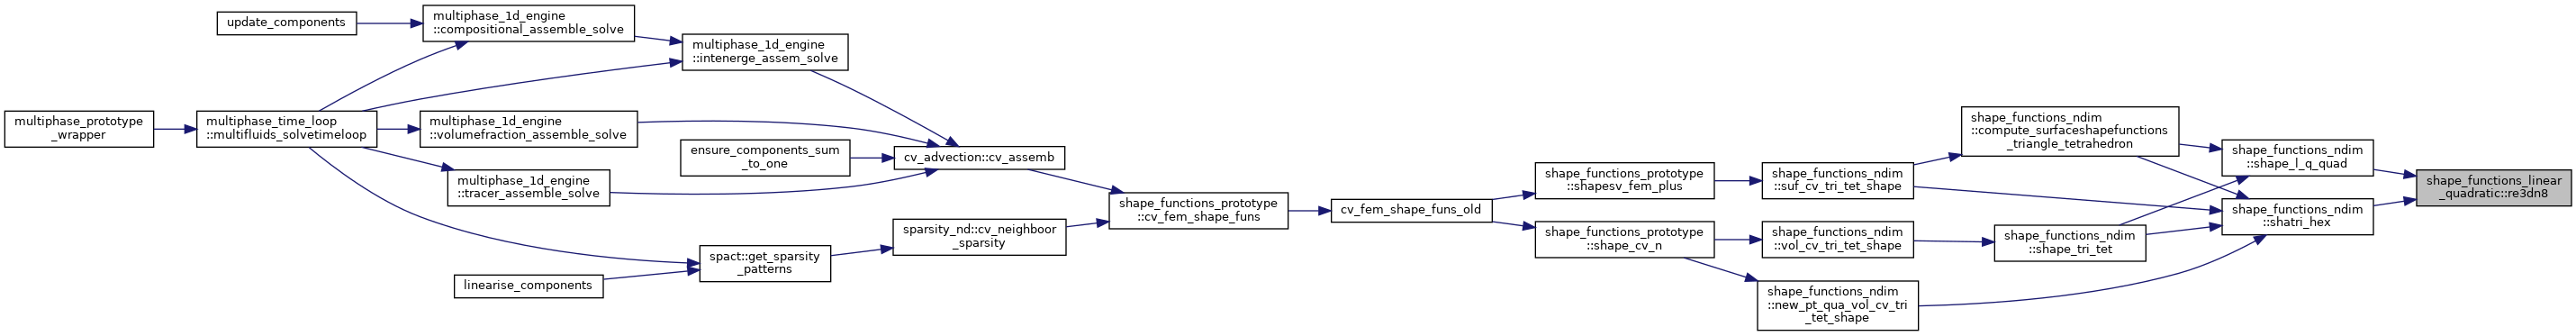 update_components
multiphase_1d_engine
::compositional_assemble_solve
multiphase_1d_engine
::intenerge_assem_solve
multiphase_prototype
_wrapper
multiphase_time_loop
::multifluids_solvetimeloop
multiphase_1d_engine
::volumefraction_assemble_solve
ensure_components_sum
_to_one
cv_advection::cv_assemb
multiphase_1d_engine
::tracer_assemble_solve
sparsity_nd::cv_neighboor
_sparsity
spact::get_sparsity
_patterns
linearise_components
shape_functions_prototype
::cv_fem_shape_funs
cv_fem_shape_funs_old
shape_functions_prototype
::shapesv_fem_plus
shape_functions_prototype
::shape_cv_n
shape_functions_ndim
::suf_cv_tri_tet_shape
shape_functions_ndim
::vol_cv_tri_tet_shape
shape_functions_ndim
::new_pt_qua_vol_cv_tri
_tet_shape
shape_functions_ndim
::compute_surfaceshapefunctions
_triangle_tetrahedron
shape_functions_ndim
::shape_tri_tet
shape_functions_ndim
::shape_l_q_quad
shape_functions_ndim
::shatri_hex
shape_functions_linear
_quadratic::re3dn8